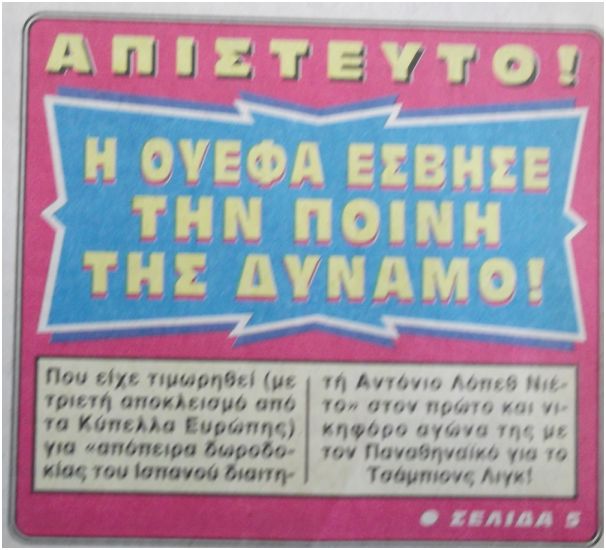 ΑΠΙΣΤΕΥΤΟ!
Η ΟΥΕΦΑ ΕΣΒΗΣΕ
ΤΗΝ ΠΟΙΝΗ
ΤΗΣ ΔΥΝΑΜΟ!
Που είχε τιμωρηθεί (με
τριετή αποκλεισμό από
τα Κύπελλα Ευρώπης)
για «απόπειρα δωροδο-
κίας του Ισπανού διαιτη-
τή Αντόνιο Λόπεθ Νιέ-
το» στον πρώτο και νι-
κηφόρο αγώνα της με
τον Παναθηναϊκό για το
Τσάμπιονς Λιγκ!
● ΣΕΛΙΔΑ 5